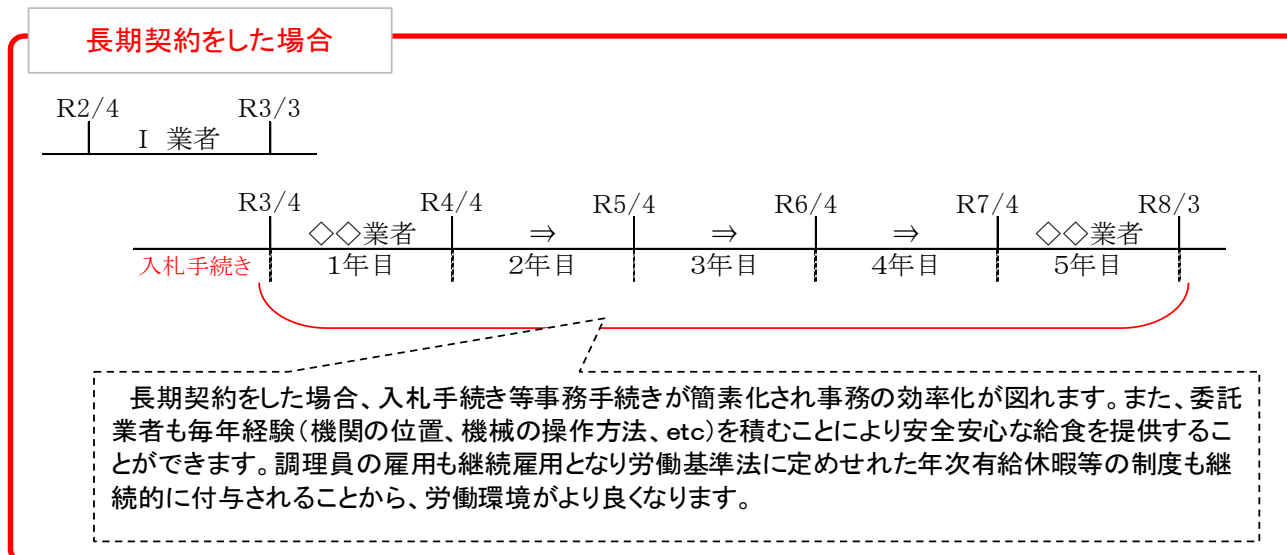 長期契約をした場合
R2/4 R3/3
I 業者
R3/4 R4/4 R5/4 R6/4 R7/4 R8/3
◇◇業者 ⇒ ⇒ ⇒ ◇◇業者
入札手続き 1年目 2年目 3年目 4年目 5年目
長期契約をした場合、入札手続き等事務手続きが簡素化され事務の効率化が図れます。また、委託
業者も毎年経験(機関の位置、機械の操作方法、etc)を積むことにより安全安心な給食を提供するこ
とができます。調理員の雇用も継続雇用となり労働基準法に定めせれた年次有給休暇等の制度も継
続的に付与されることから、労働環境がより良くなります。